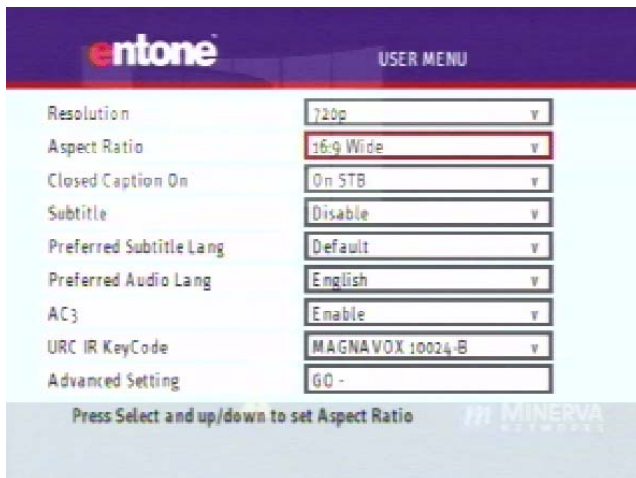 entone
USER MENU
Resolution 720p v
Aspect Ratio 16:9 Wide v
Closed Caption On On STB v
Subtitle Disable v
Preferred Subtitle Lang Default v
Preferred Audio Lang English v
AC3 Enable v
URC IR KeyCode MAGNAVOX 10024-B v
Advanced Setting GO -
Press Select and up/down to set Aspect Ratio
m MINERVA
NETWORKS